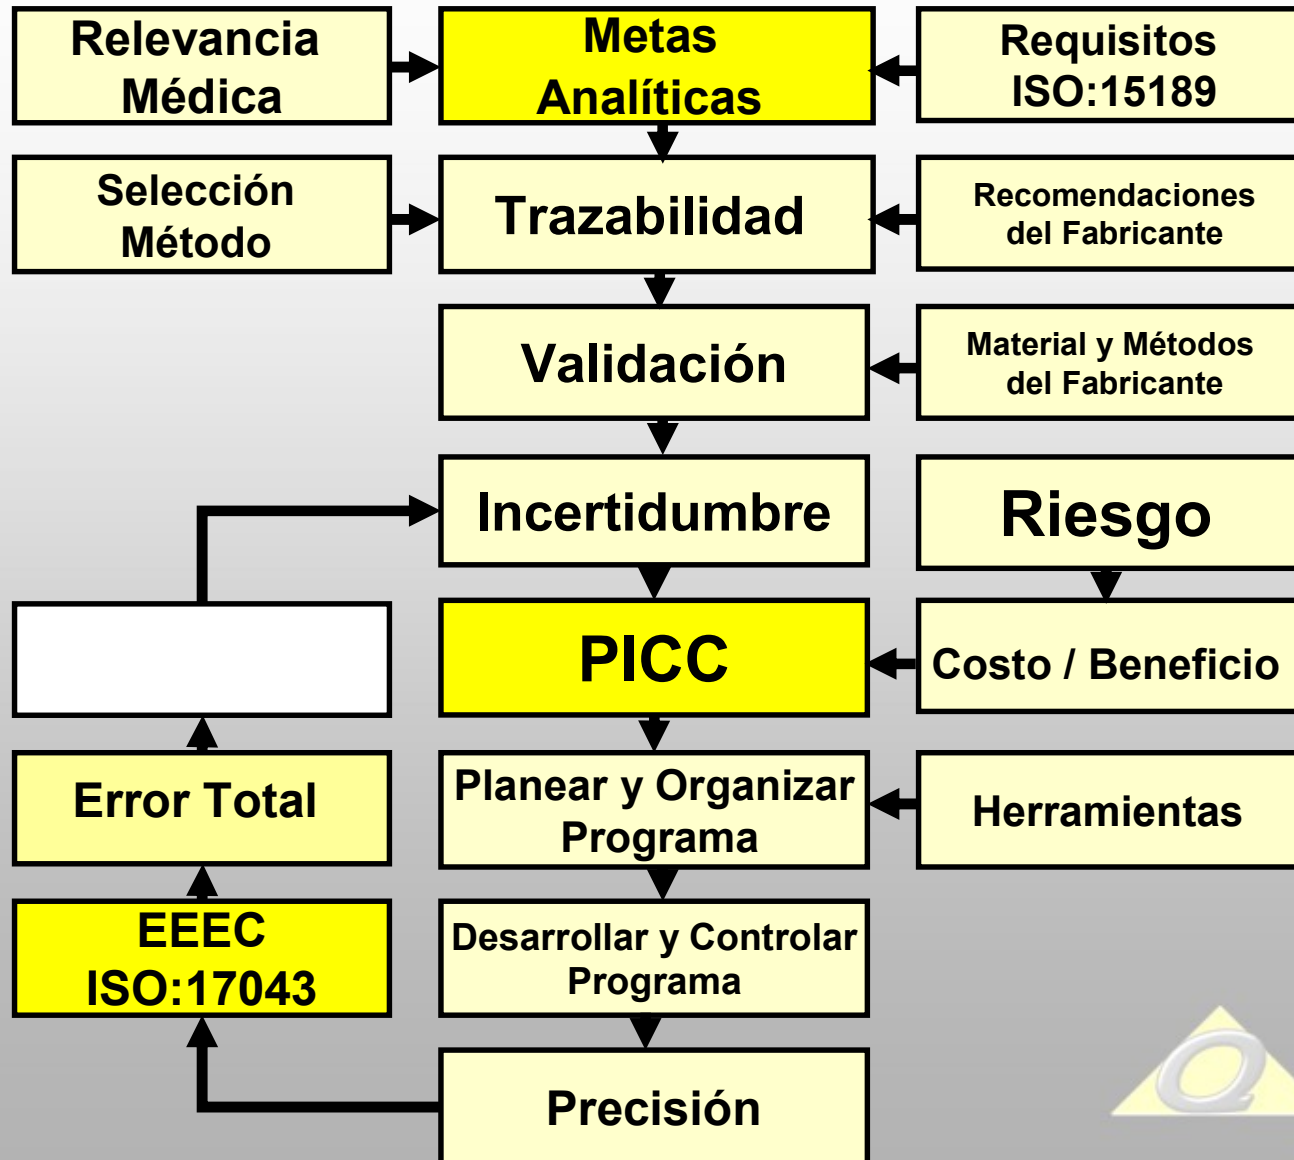 Relevancia
Médica
Metas
Analíticas
Requisitos
ISO:15189
Selección
Método
Trazabilidad
Recomendaciones
del Fabricante
Validación
Material y Métodos
del Fabricante
Incertidumbre
Riesgo
PICC
Costo / Beneficio
Error Total
Planear y Organizar
Programa
Herramientas
EEEC
ISO:17043
Desarrollar y Controlar
Programa
Precisión
Q